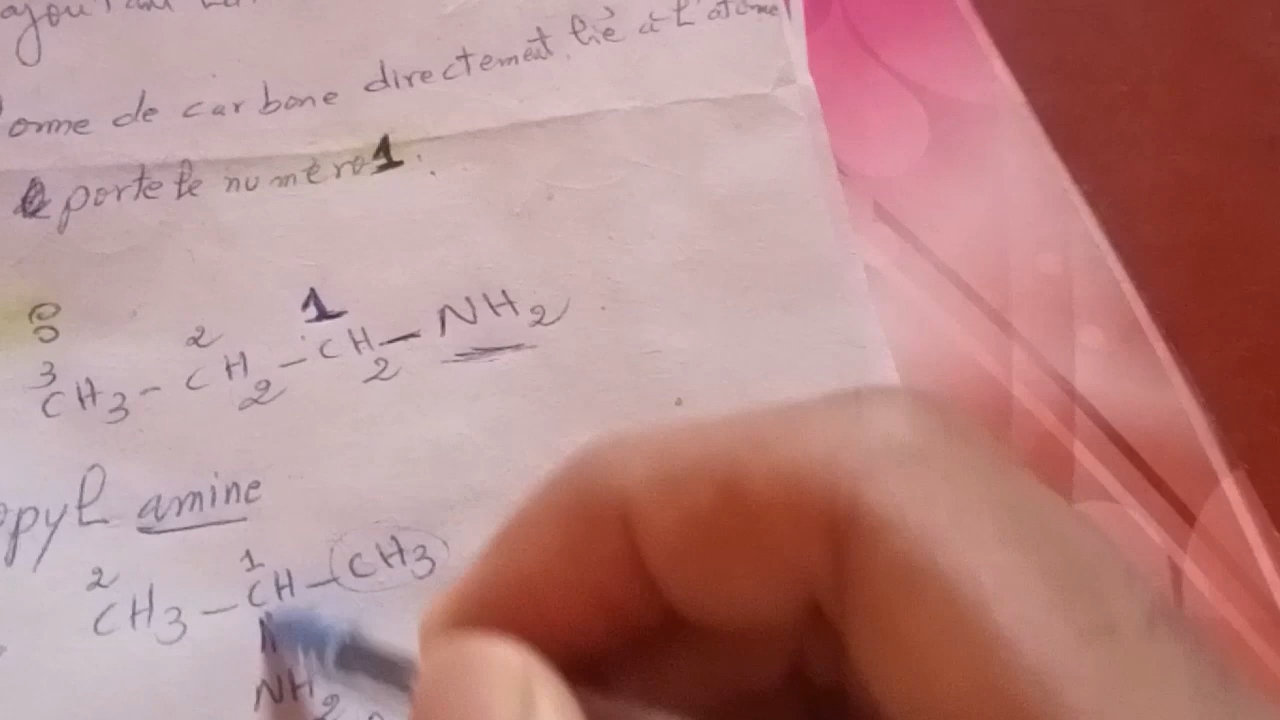 de carbone directement lié à l'atome
porte le numéro 1.
3 2 1
CH3 - CH2 - CH2 - NH2
pyl amine
2 1
CH3 - CH - CH3
NH2